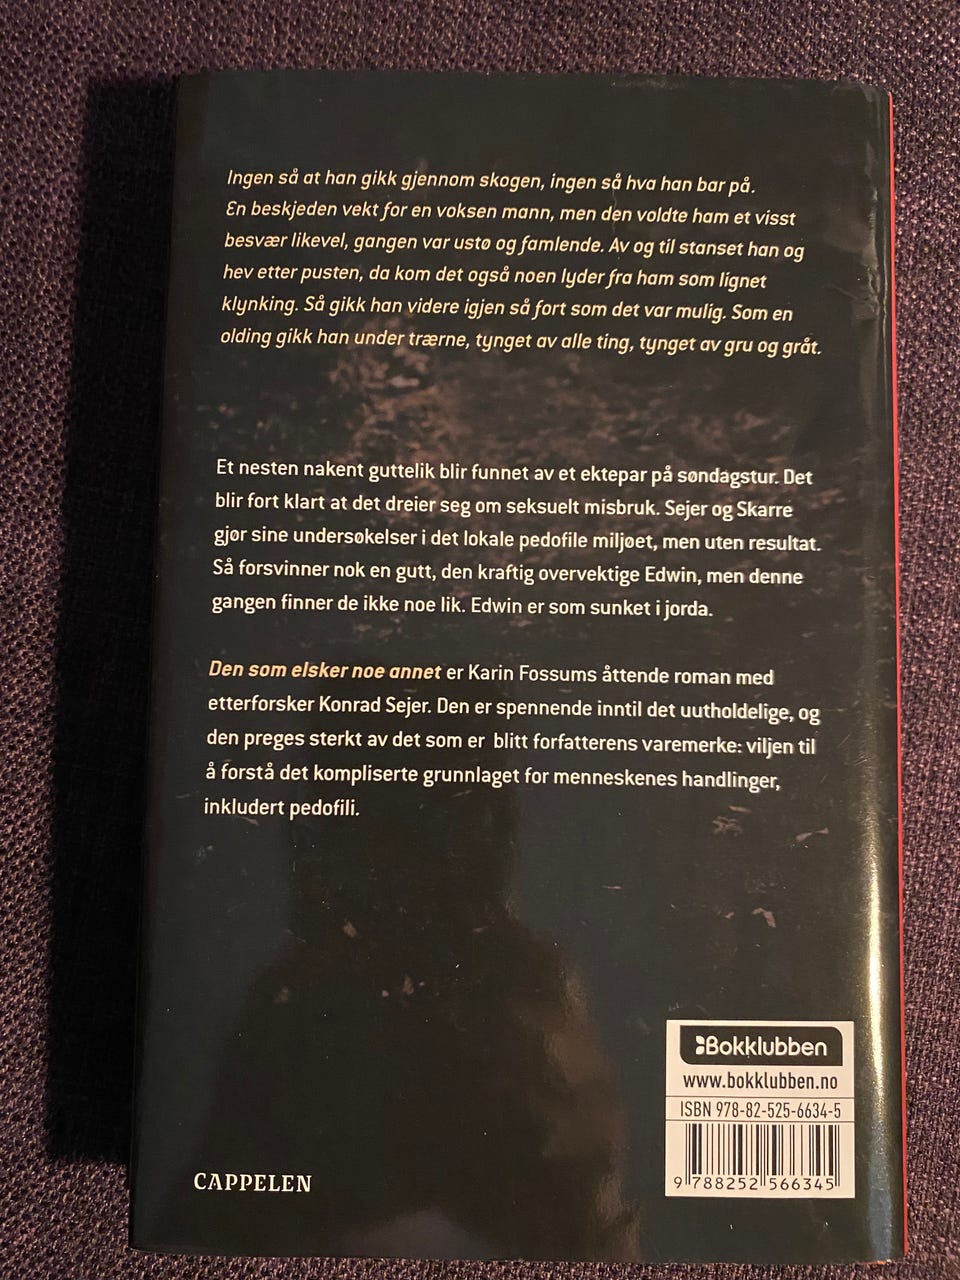 Ingen så at han gikk gjennom skogen, ingen så hva han bar på.
En beskjeden vekt for en voksen mann, men den voldte ham et visst
besvær likevel, gangen var ustø og famlende. Av og til stanset han og
hev etter pusten, da kom det også noen lyder fra ham som lignet
klynking. Så gikk han videre igjen så fort som det var mulig. Som en
olding gikk han under trærne, tynget av alle ting, tynget av gru og gråt.
Et nesten nakent guttelik blir funnet av et ektepar på søndagstur. Det
blir fort klart at det dreier seg om seksuelt misbruk. Sejer og Skarre
gjør sine undersøkelser i det lokale pedofile miljøet, men uten resultat.
Så forsvinner nok en gutt, den kraftig overvektige Edwin, men denne
gangen finner de ikke noe lik. Edwin er som sunket i jorda.
Den som elsker noe annet er Karin Fossums åttende roman med
etterforsker Konrad Sejer. Den er spennende inntil det uutholdelige, og
den preges sterkt av det som er blitt forfatterens varemerke: viljen til
å forstå det kompliserte grunnlaget for menneskenes handlinger,
inkludert pedofili.
Bokklubben
www.bokklubben.no
ISBN 978-82-525-6634-5
9 788252 566345
CAPPELEN